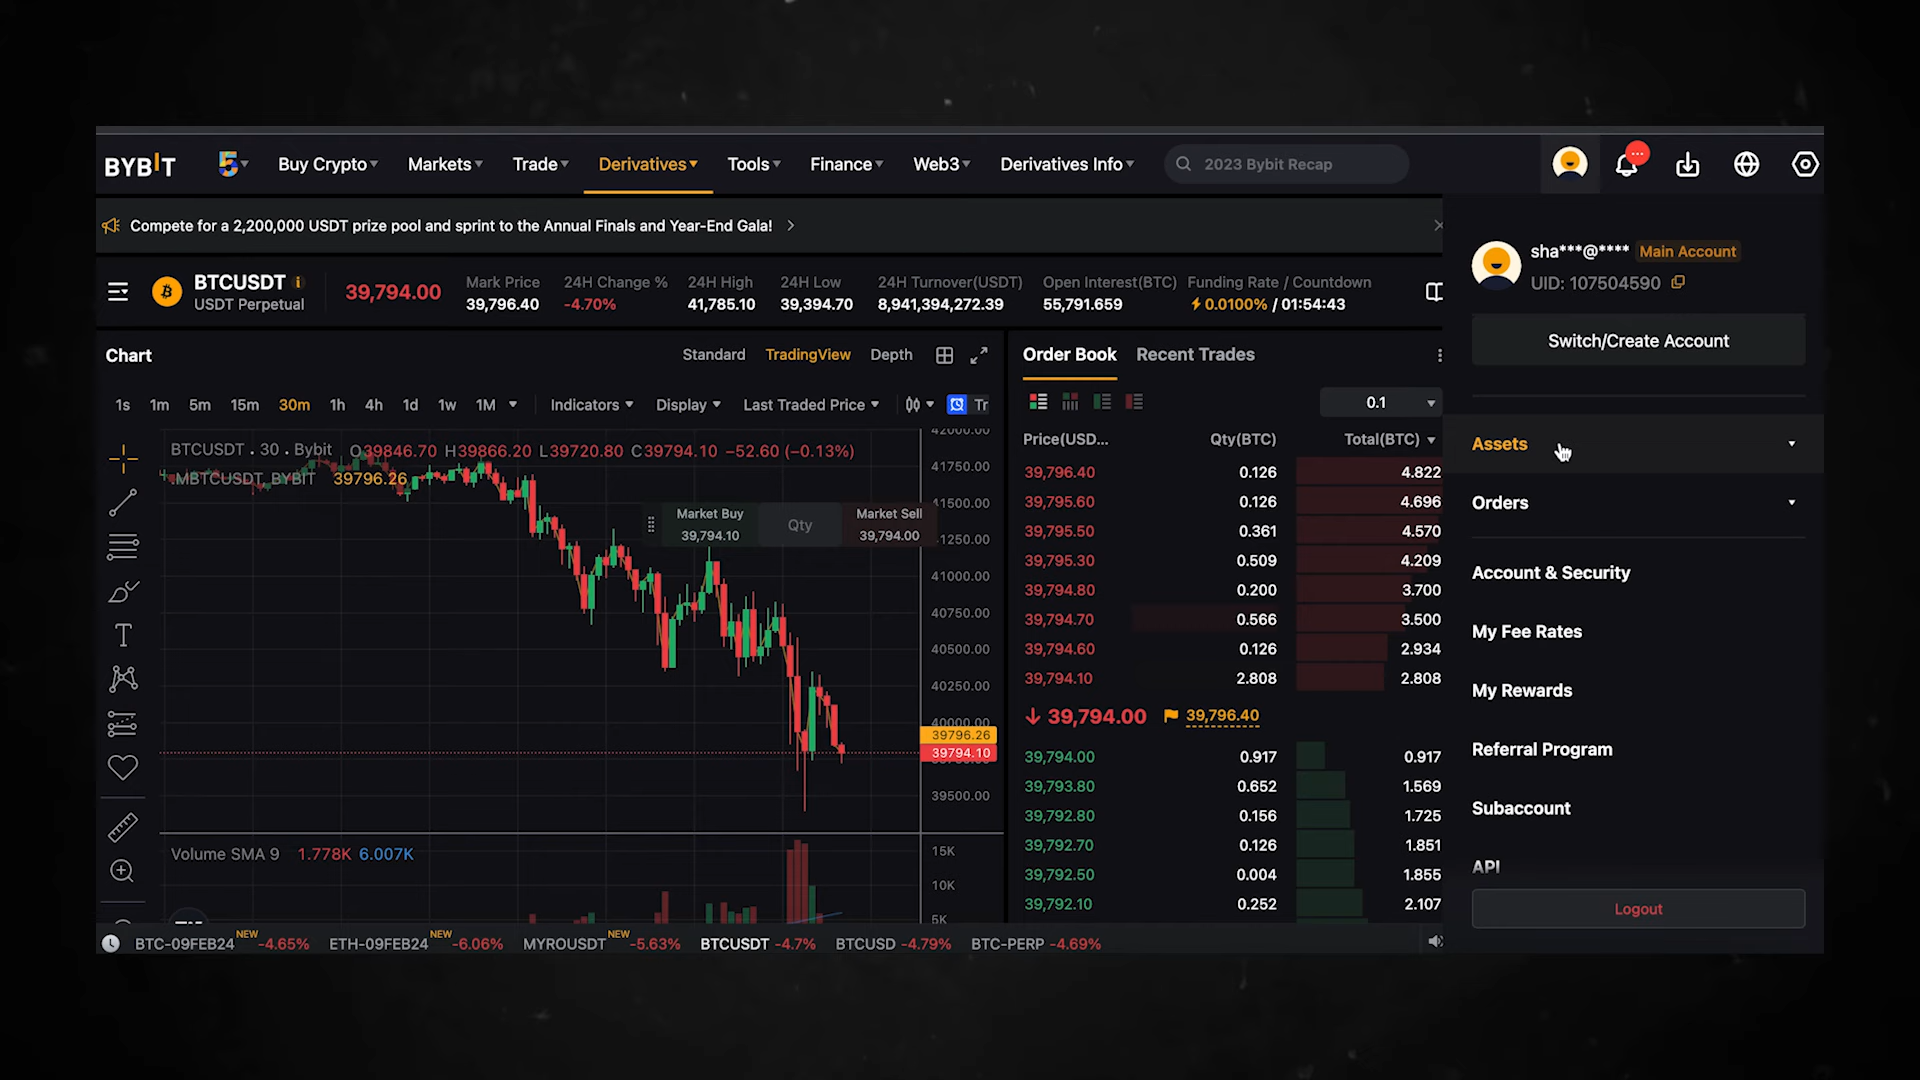 BYBIT
5
Buy Crypto
Markets
Trade
Derivatives
Tools
Finance
Web3
Derivatives Info
2023 Bybit Recap
Compete for a 2,200,000 USDT prize pool and sprint to the Annual Finals and Year-End Gala!
BTCUSDT
USDT Perpetual
39,794.00
Mark Price
39,796.40
24H Change %
-4.70%
24H High
41,785.10
24H Low
39,394.70
24H Turnover(USDT)
8,941,394,272.39
Open Interest(BTC)
55,791.659
Funding Rate / Countdown
0.0100% / 01:54:43
Chart
Standard
TradingView
Depth
1s 1m 5m 15m 30m 1h 4h 1d 1w 1M
Indicators
Display
Last Traded Price
Tr
BTCUSDT · 30 · Bybit O39846.70 H39866.20 L39720.80 C39794.10 −52.60 (−0.13%)
.MBTCUSDT_BYBIT 39796.26
Market Buy
39,794.10
Qty
Market Sell
39,794.00
42000.00
41750.00
41500.00
41250.00
41000.00
40750.00
40500.00
40250.00
40000.00
39796.26
39794.10
39500.00
Volume SMA 9 1.778K 6.007K
15K
10K
5K
Order Book
Recent Trades
0.1
Price(USD... Qty(BTC) Total(BTC)
39,796.40 0.126 4.822
39,795.60 0.126 4.696
39,795.50 0.361 4.570
39,795.30 0.509 4.209
39,794.80 0.200 3.700
39,794.70 0.566 3.500
39,794.60 0.126 2.934
39,794.10 2.808 2.808
39,794.00 39,796.40
39,794.00 0.917 0.917
39,793.80 0.652 1.569
39,792.80 0.156 1.725
39,792.70 0.126 1.851
39,792.50 0.004 1.855
39,792.10 0.252 2.107
sha***@**** Main Account
UID: 107504590
Switch/Create Account
Assets
Orders
Account & Security
My Fee Rates
My Rewards
Referral Program
Subaccount
API
Logout
BTC-09FEB24 NEW -4.65%
ETH-09FEB24 NEW -6.06%
MYROUSDT NEW -5.63%
BTCUSDT -4.7%
BTCUSD -4.79%
BTC-PERP -4.69%